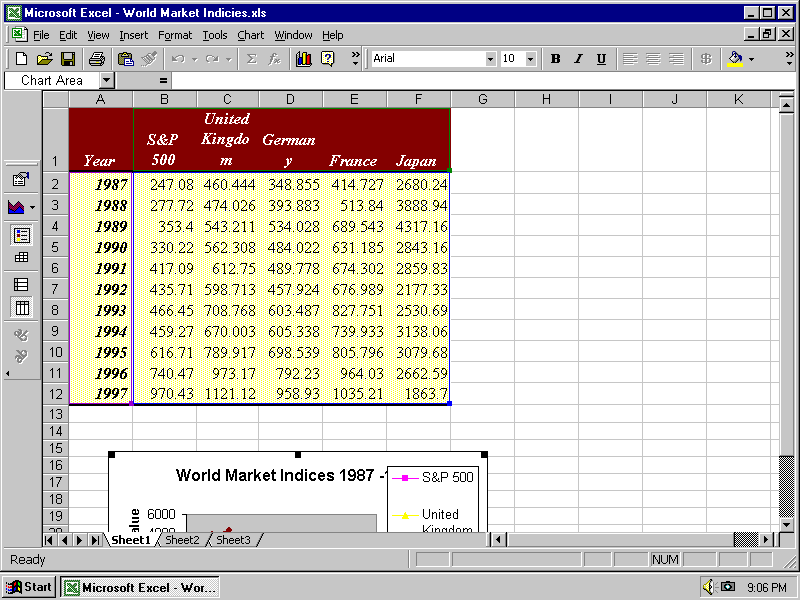 Microsoft Excel - World Market Indicies.xls
File Edit View Insert Format Tools Chart Window Help
Arial 10 B I U $
Chart Area =
A B C D E F G H I J K
1 Year S&P 500 United Kingdo m German y France Japan
2 1987 247.08 460.444 348.855 414.727 2680.24
3 1988 277.72 474.026 393.883 513.84 3888.94
4 1989 353.4 543.211 534.028 689.543 4317.16
5 1990 330.22 562.308 484.022 631.185 2843.16
6 1991 417.09 612.75 489.778 674.302 2859.83
7 1992 435.71 598.713 457.924 676.989 2177.33
8 1993 466.45 708.768 603.487 827.751 2530.69
9 1994 459.27 670.003 605.338 739.933 3138.06
10 1995 616.71 789.917 698.539 805.796 3079.68
11 1996 740.47 973.17 792.23 964.03 2662.59
12 1997 970.43 1121.12 958.93 1035.21 1863.7
13
14
15
16
17
18
19
World Market Indices 1987 -
S&P 500
6000
United
Kingdom
Sheet1 Sheet2 Sheet3
Ready NUM
Start Microsoft Excel - Wor... 9:06 PM